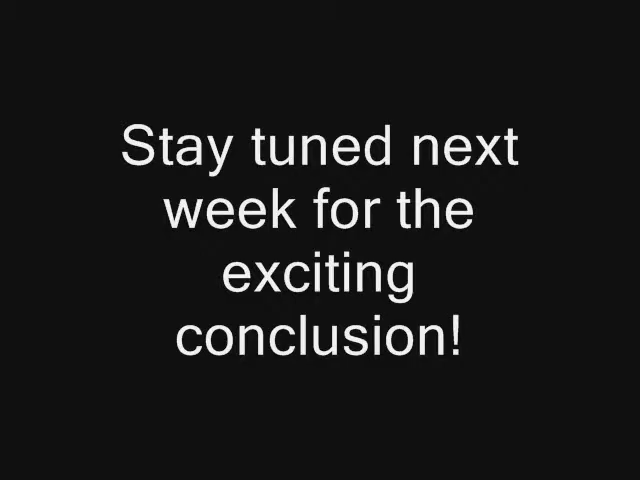 Stay tuned next
week for the
exciting
conclusion!